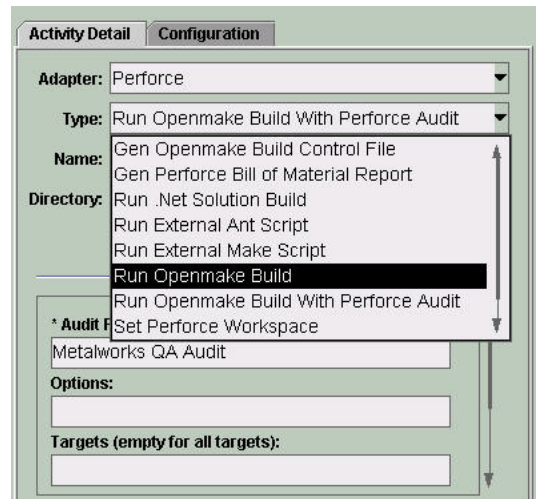 Activity Detail Configuration
Adapter: Perforce
Type: Run Openmake Build With Perforce Audit
Name:
Directory:
Gen Openmake Build Control File
Gen Perforce Bill of Material Report
Run .Net Solution Build
Run External Ant Script
Run External Make Script
Run Openmake Build
Run Openmake Build With Perforce Audit
Set Perforce Workspace
* Audit
Metalworks QA Audit
Options:
Targets (empty for all targets):